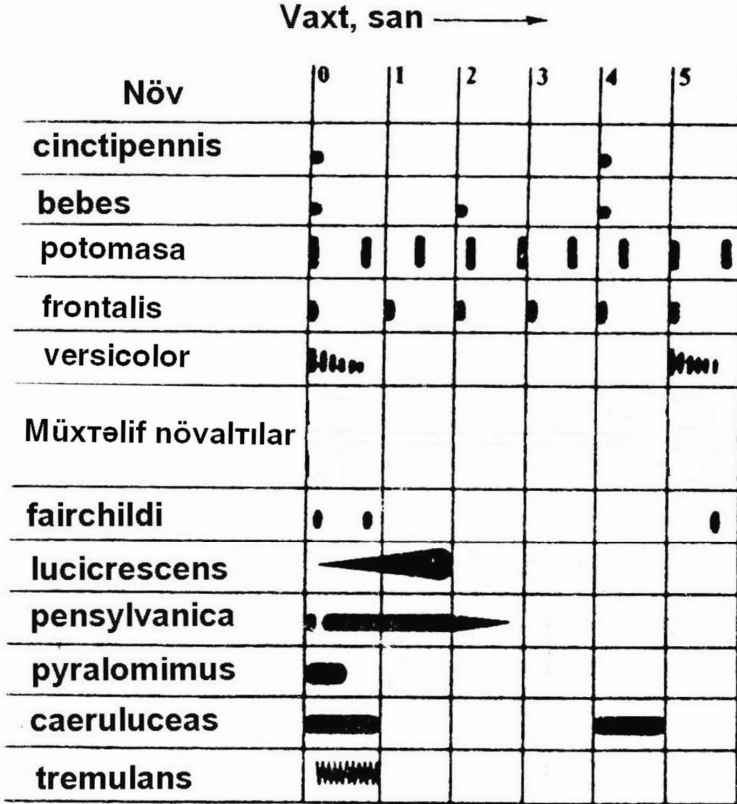 Vaxt, san
Növ 0 1 2 3 4 5
cinctipennis
bebes
potomasa
frontalis
versicolor
Müxтəlif növalтılar
fairchildi
lucicrescens
pensylvanica
pyralomimus
caeruluceas
tremulans